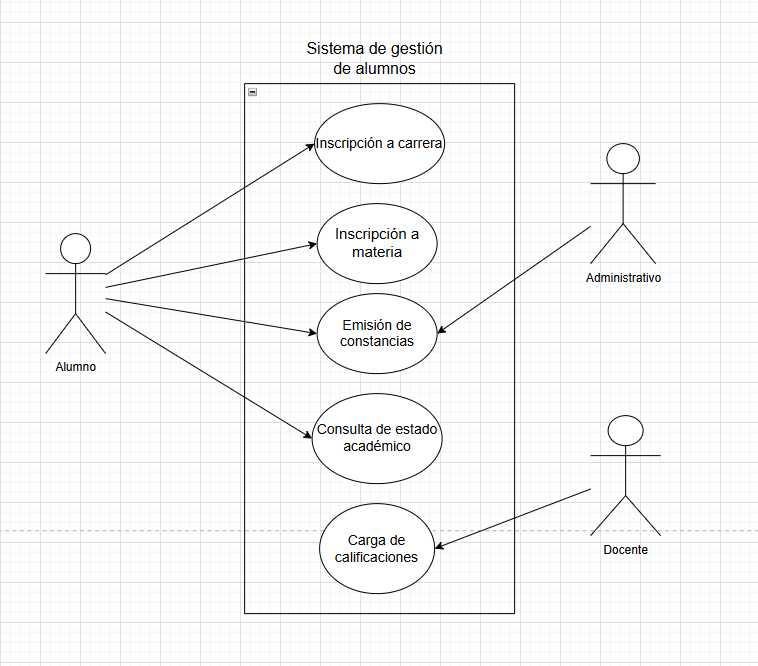 Sistema de gestión
de alumnos
Inscripción a carrera
Inscripción a
materia
Emisión de
constancias
Consulta de estado
académico
Carga de
calificaciones
Alumno
Administrativo
Docente